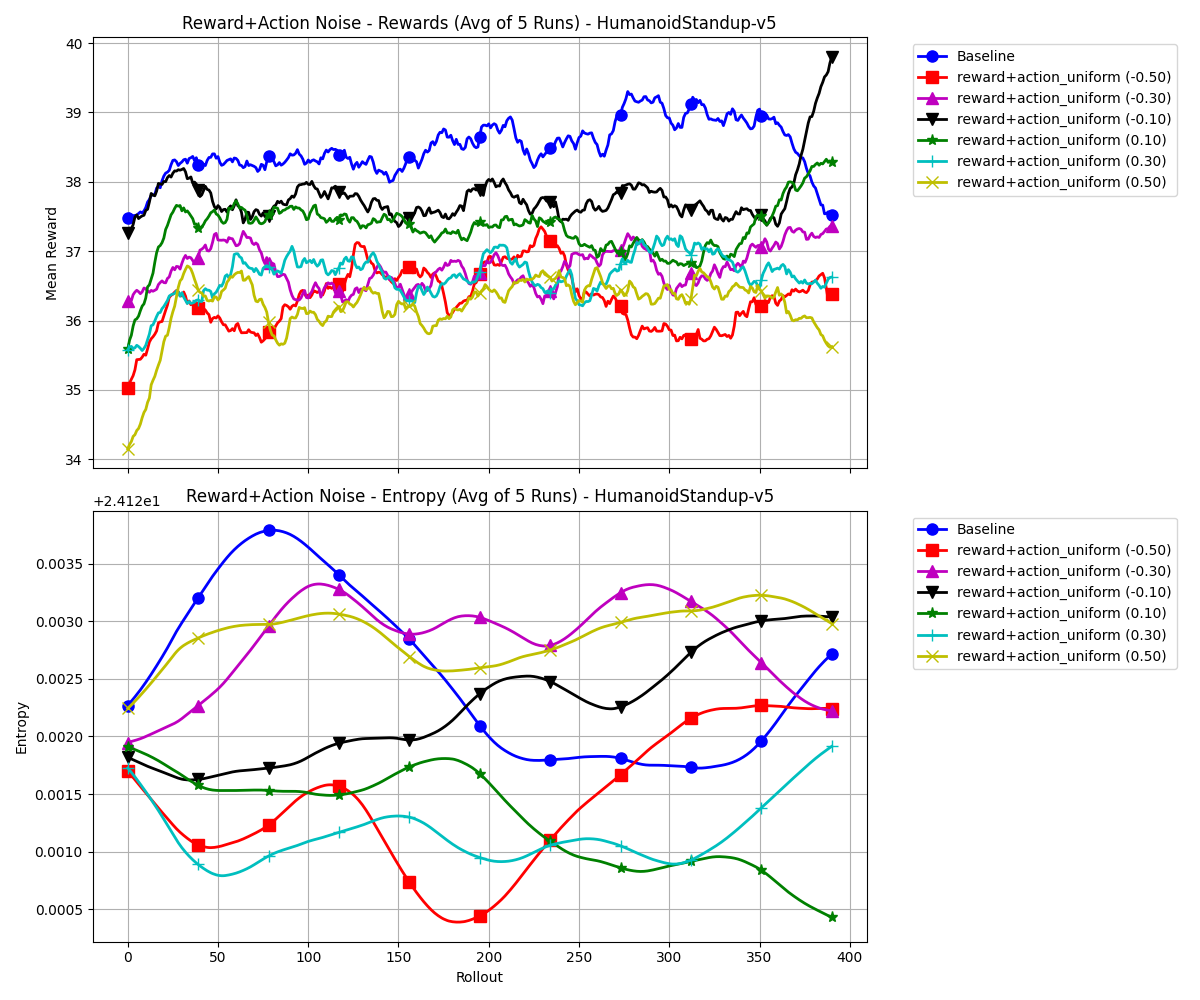 Reward+Action Noise - Rewards (Avg of 5 Runs) - HumanoidStandup-v5
40
39
38
37
36
35
34
Mean Reward
Baseline
reward+action_uniform (-0.50)
reward+action_uniform (-0.30)
reward+action_uniform (-0.10)
reward+action_uniform (0.10)
reward+action_uniform (0.30)
reward+action_uniform (0.50)
+2.412e1
Reward+Action Noise - Entropy (Avg of 5 Runs) - HumanoidStandup-v5
0.0035
0.0030
0.0025
0.0020
0.0015
0.0010
0.0005
Entropy
0 50 100 150 200 250 300 350 400
Rollout
Baseline
reward+action_uniform (-0.50)
reward+action_uniform (-0.30)
reward+action_uniform (-0.10)
reward+action_uniform (0.10)
reward+action_uniform (0.30)
reward+action_uniform (0.50)